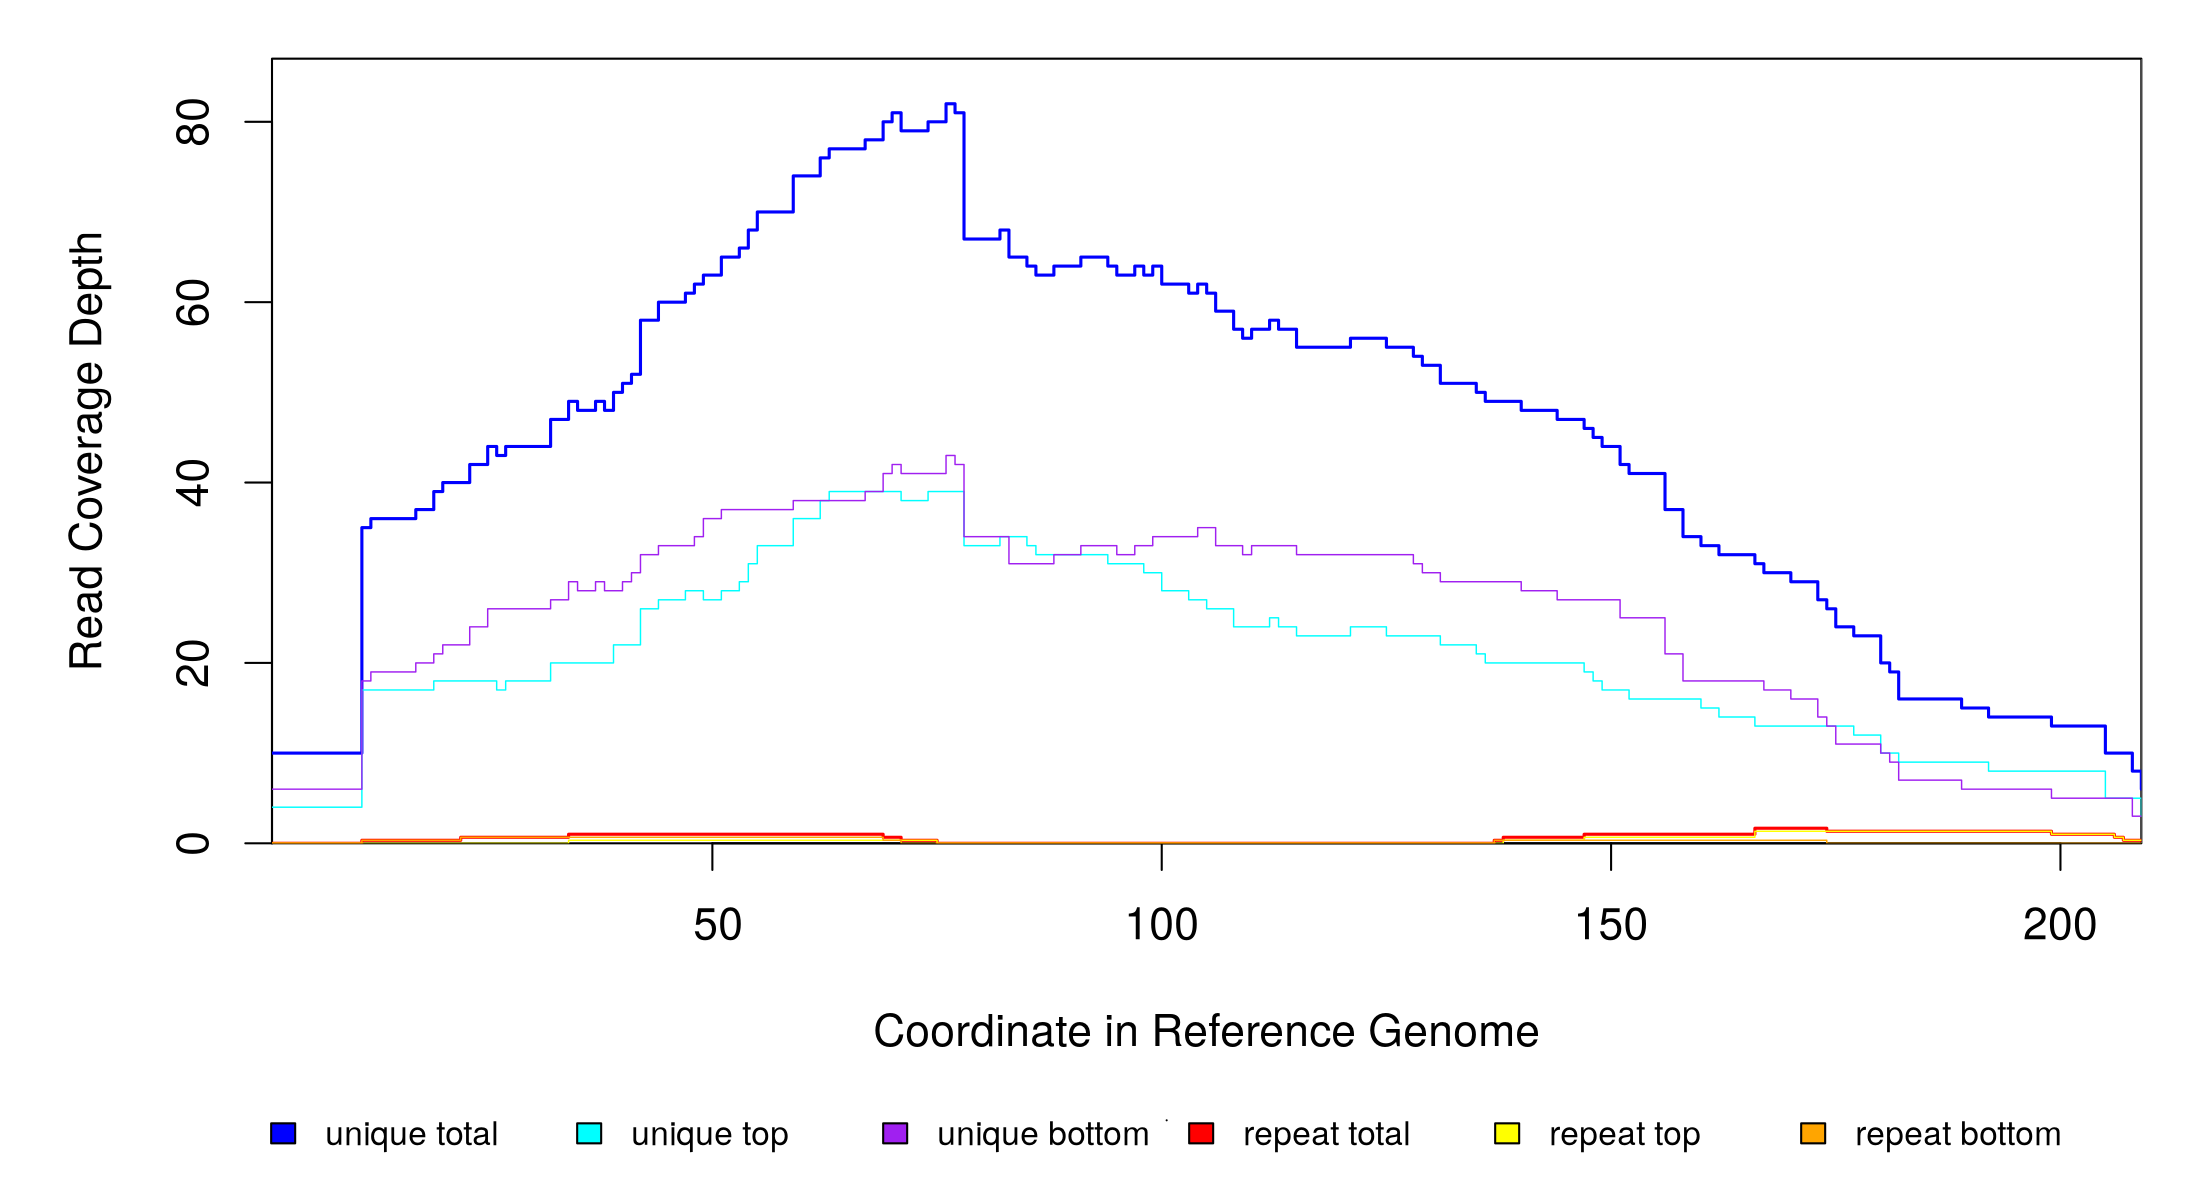 80
60
40
20
0
Read Coverage Depth
50 100 150 200
Coordinate in Reference Genome
unique total unique top unique bottom repeat total repeat top repeat bottom